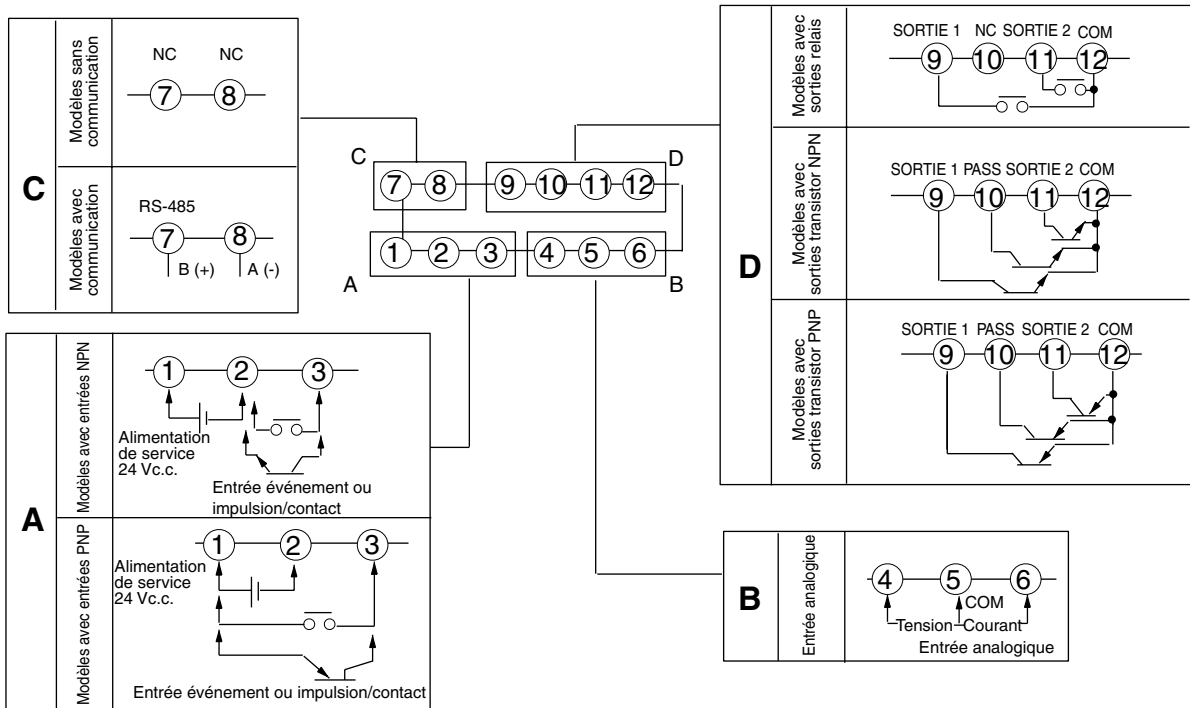 C
Modèles sans
communication
NC NC
7 8
Modèles avec
communication
RS-485
7 8
B (+) A (-)
C D
7 8 9 10 11 12
1 2 3 4 5 6
A B
D
Modèles avec
sorties relais
SORTIE 1 NC SORTIE 2 COM
9 10 11 12
Modèles avec
sorties transistor NPN
SORTIE 1 PASS SORTIE 2 COM
9 10 11 12
Modèles avec
sorties transistor PNP
SORTIE 1 PASS SORTIE 2 COM
9 10 11 12
A
Modèles avec entrées NPN
1 2 3
Alimentation
de service
24 Vc.c.
Entrée événement ou
impulsion/contact
Modèles avec entrées PNP
1 2 3
Alimentation
de service
24 Vc.c.
Entrée événement ou impulsion/contact
B
Entrée analogique
4 5 6
COM
Tension Courant
Entrée analogique